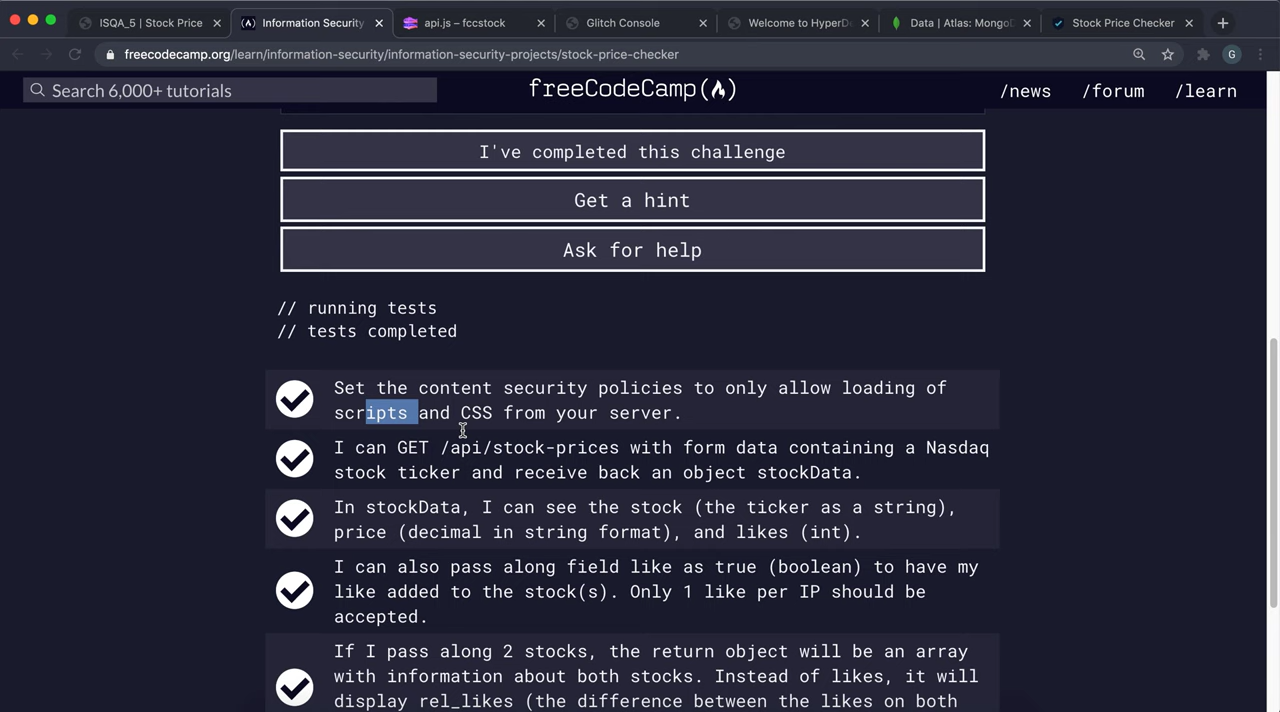 ISQA_5 | Stock Price
Information Security
api.js – fccstock
Glitch Console
Welcome to HyperD
Data | Atlas: MongoD
Stock Price Checker
freecodecamp.org/learn/information-security/information-security-projects/stock-price-checker
G
Search 6,000+ tutorials
freeCodeCamp
/news
/forum
/learn
I've completed this challenge
Get a hint
Ask for help
// running tests
// tests completed
Set the content security policies to only allow loading of
scripts and CSS from your server.
I can GET /api/stock-prices with form data containing a Nasdaq
stock ticker and receive back an object stockData.
In stockData, I can see the stock (the ticker as a string),
price (decimal in string format), and likes (int).
I can also pass along field like as true (boolean) to have my
like added to the stock(s). Only 1 like per IP should be
accepted.
If I pass along 2 stocks, the return object will be an array
with information about both stocks. Instead of likes, it will
display rel_likes (the difference between the likes on both